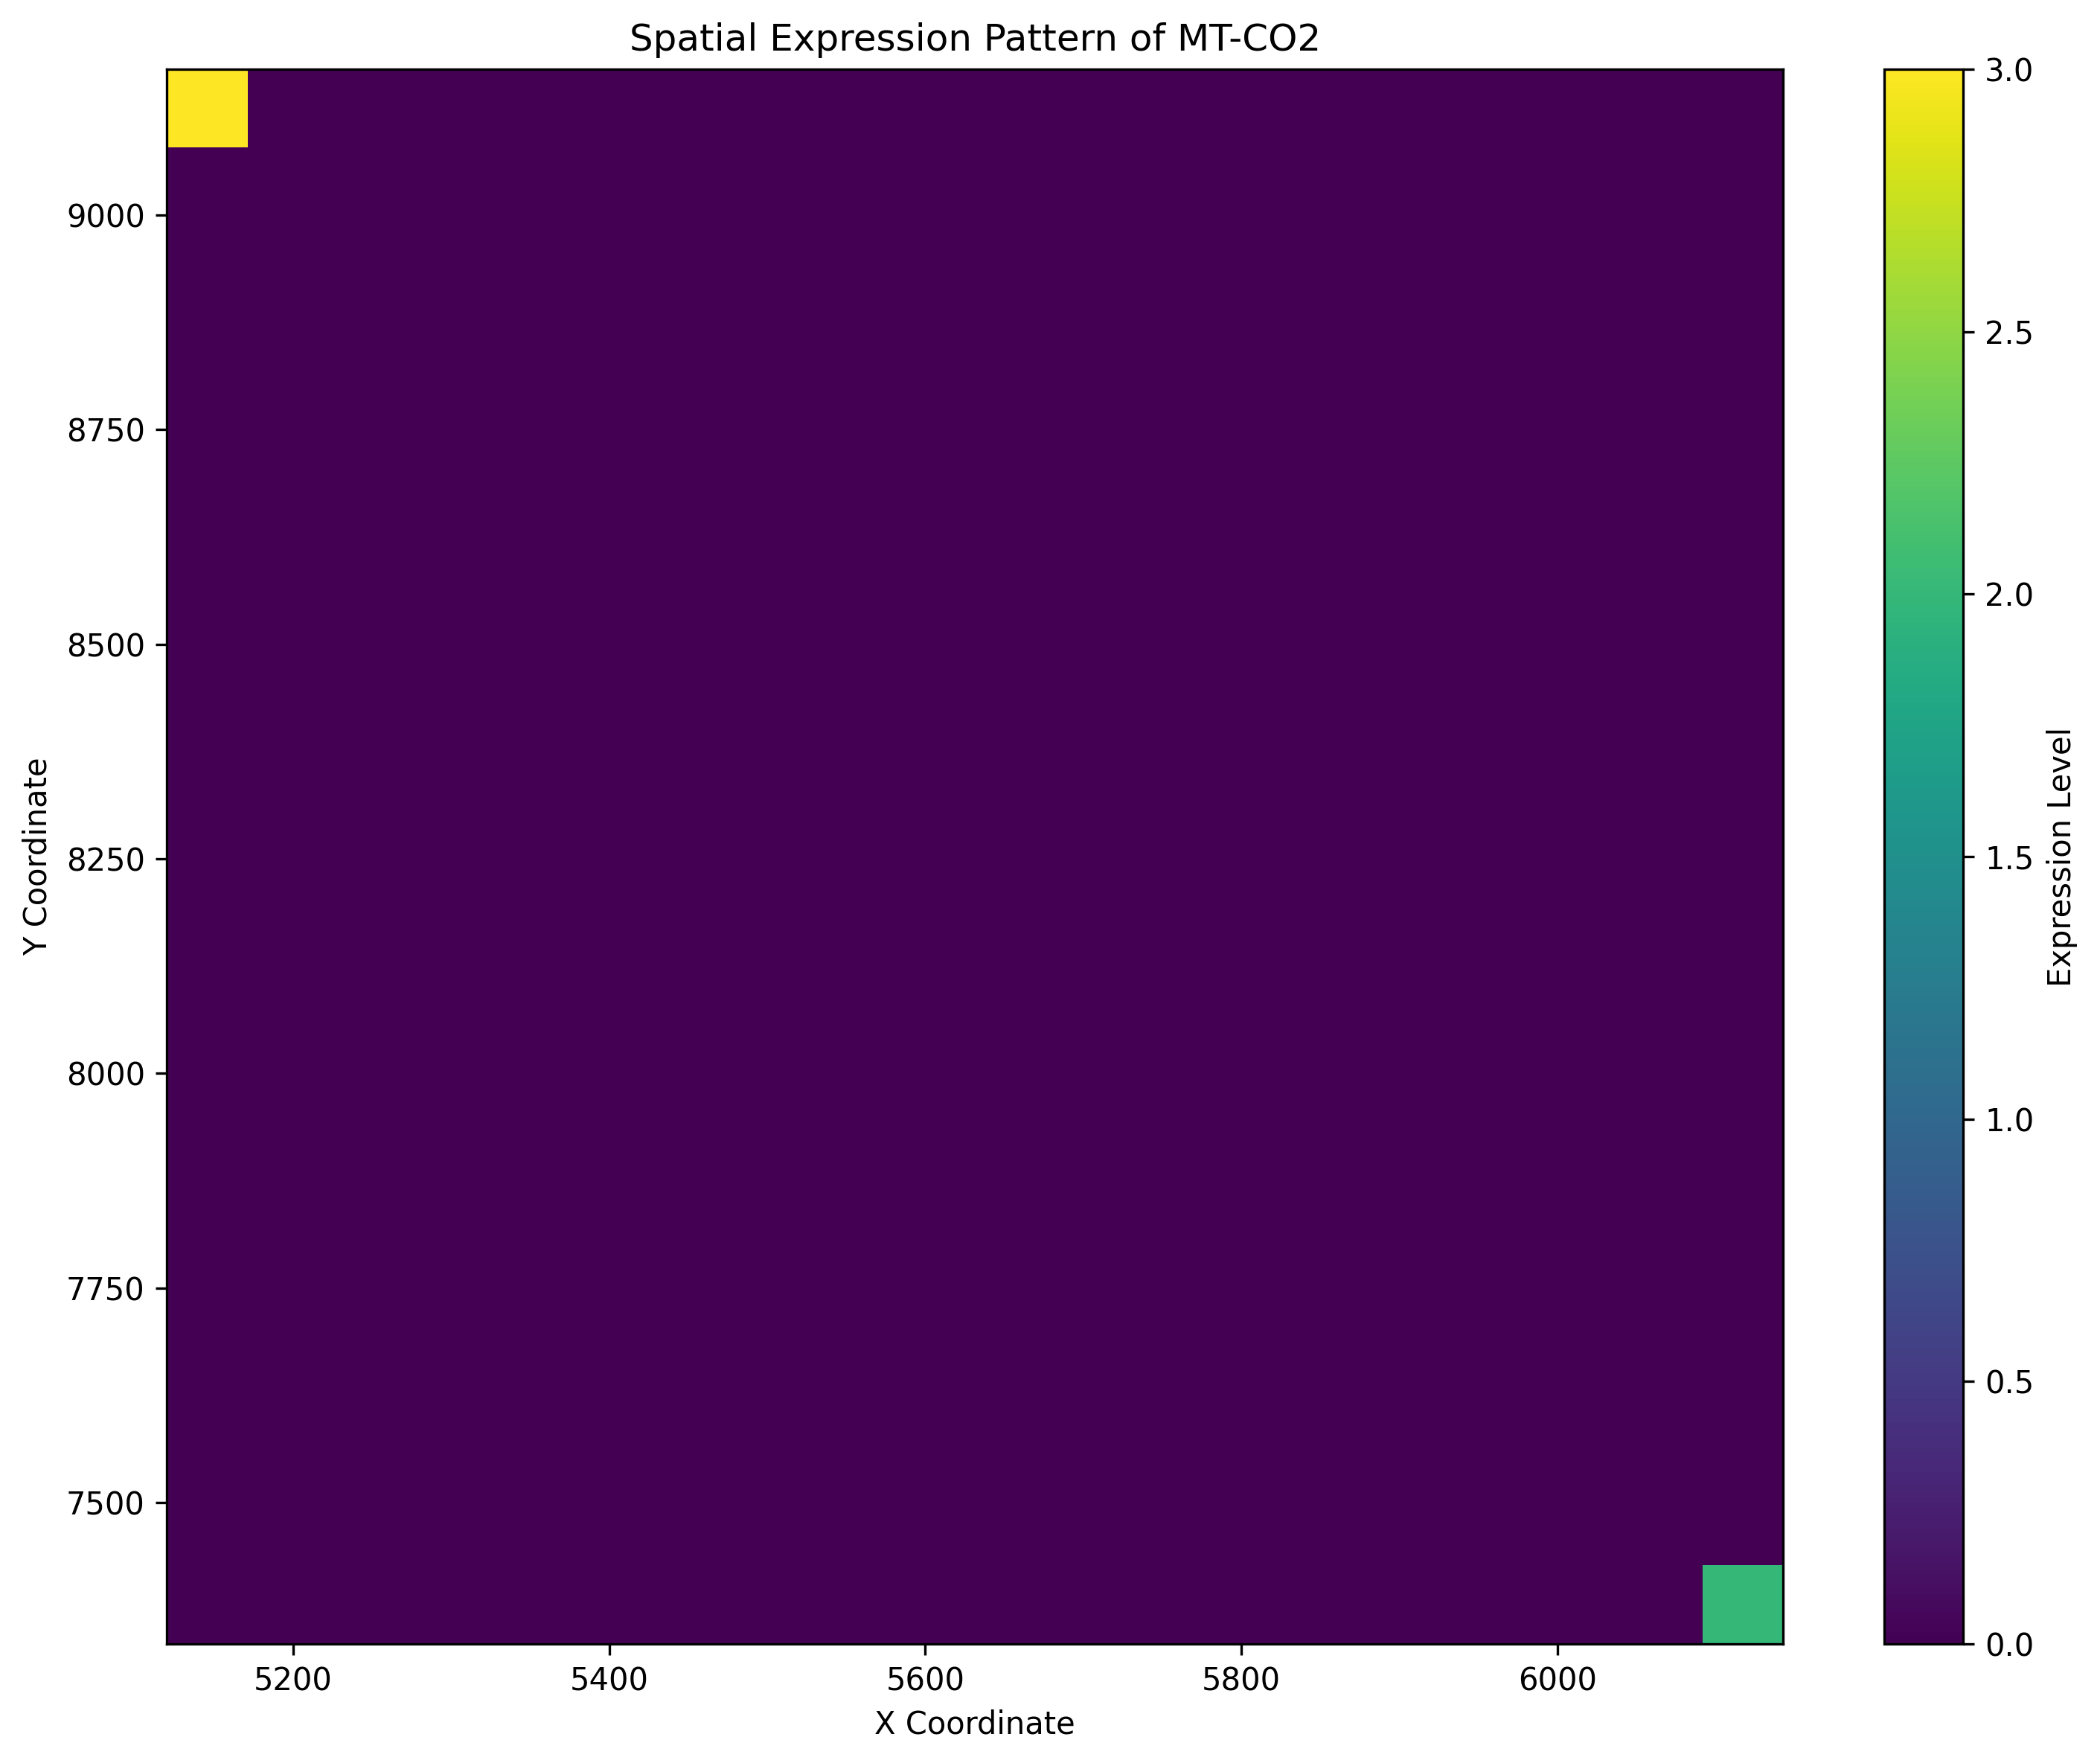 Spatial Expression Pattern of MT-CO2
Y Coordinate
9000
8750
8500
8250
8000
7750
7500
5200 5400 5600 5800 6000
X Coordinate
3.0
2.5
2.0
1.5
1.0
0.5
0.0
Expression Level